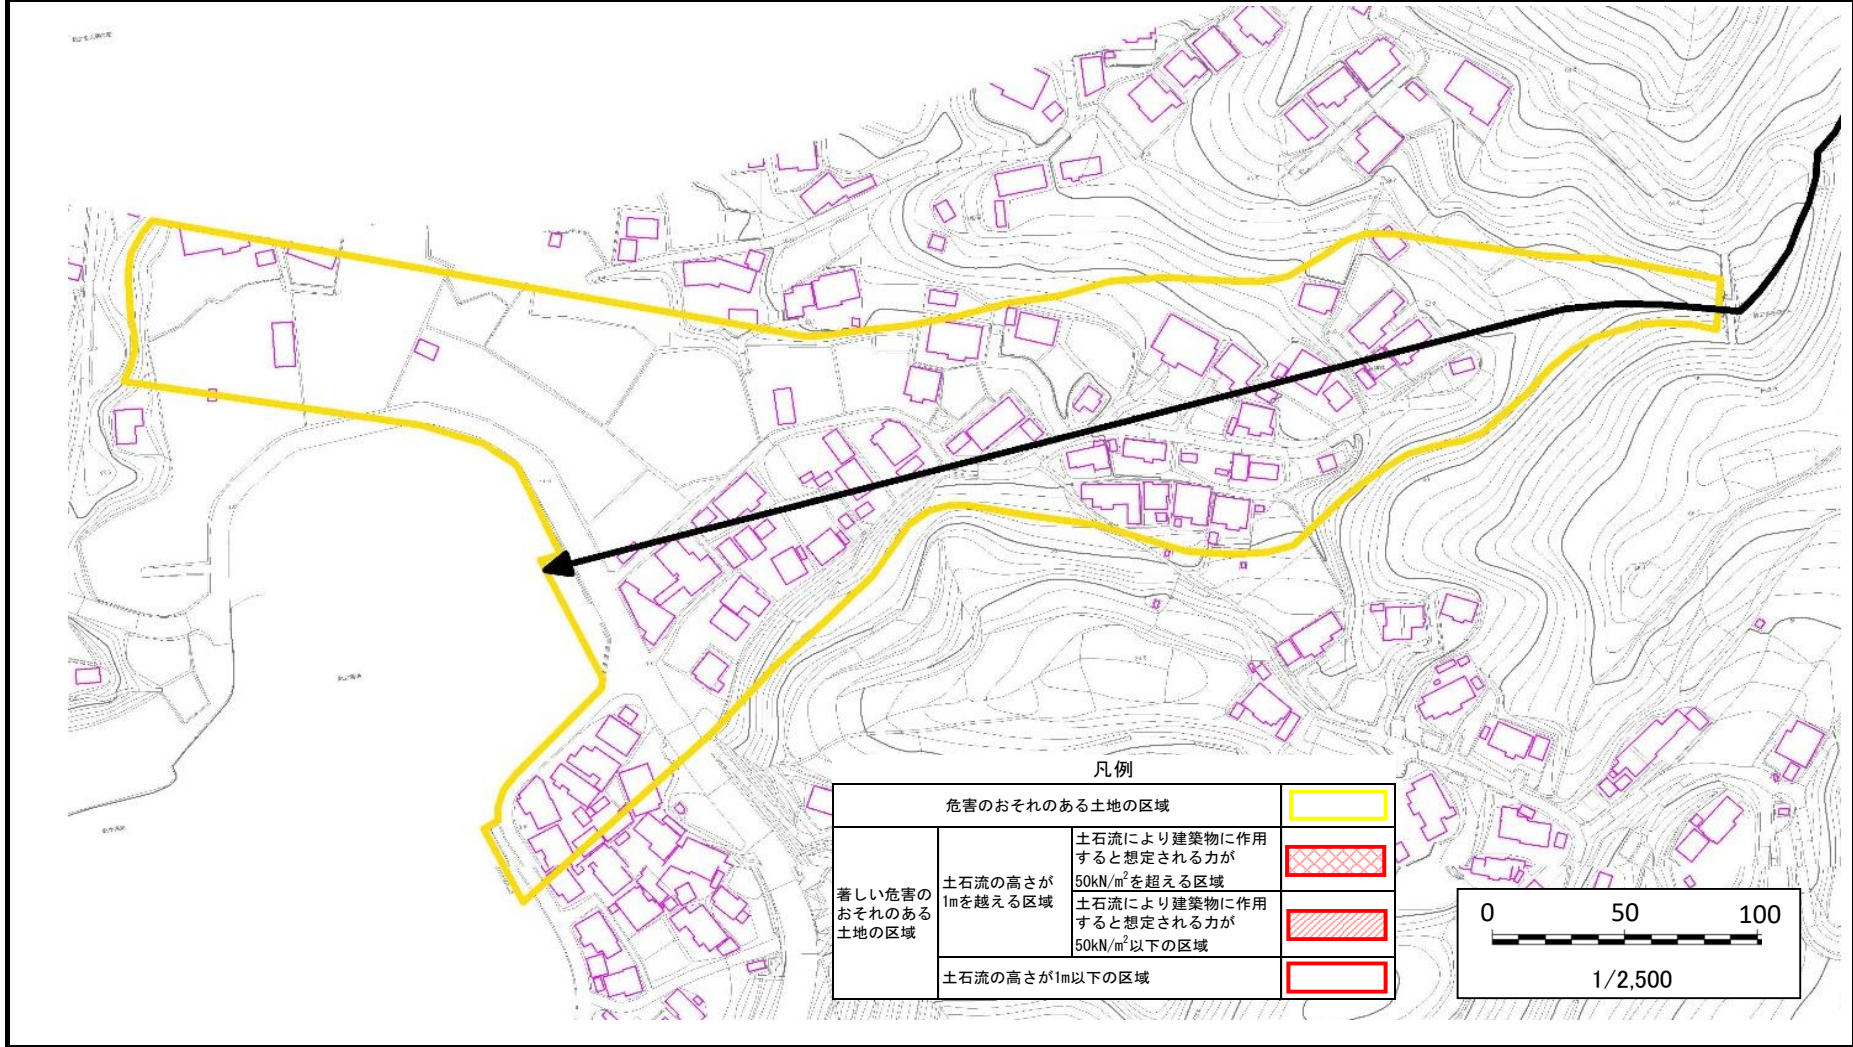 凡例
危害のおそれのある土地の区域
著しい危害の
おそれのある
土地の区域
土石流の高さが
1mを越える区域
土石流により建築物に作用
すると想定される力が
50kN/m²を超える区域
土石流により建築物に作用
すると想定される力が
50kN/m²以下の区域
土石流の高さが1m以下の区域
0 50 100
1/2,500